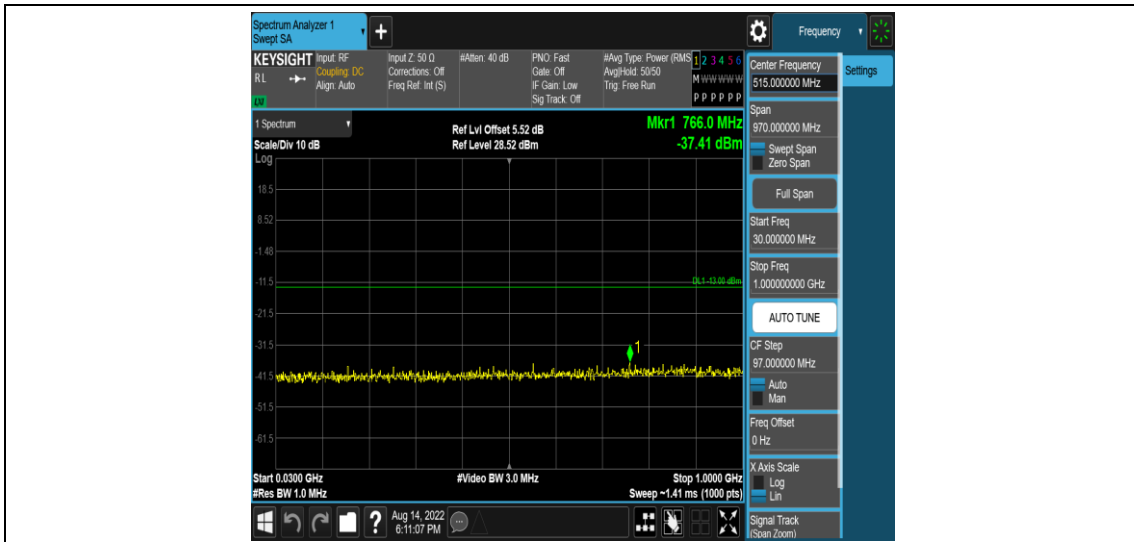 Spectrum Analyzer 1
Swept SA
+
Frequency
KEYSIGHT
RL
LXI
Input: RF
Coupling: DC
Align: Auto
Input Z: 50 Ω
Corrections: Off
Freq Ref: Int (S)
#Atten: 40 dB
PNO: Fast
Gate: Off
IF Gain: Low
Sig Track: Off
#Avg Type: Power (RMS
Avg|Hold: 50/50
Trig: Free Run
1 2 3 4 5 6
M W W W W W
P P P P P P
1 Spectrum
Scale/Div 10 dB
Ref Lvl Offset 5.52 dB
Ref Level 28.52 dBm
Mkr1 766.0 MHz
-37.41 dBm
Log
18.5
8.52
-1.48
-11.5
DL1 -13.00 dBm
-21.5
-31.5
1
-41.5
-51.5
-61.5
Start 0.0300 GHz
#Res BW 1.0 MHz
#Video BW 3.0 MHz
Stop 1.0000 GHz
Sweep ~1.41 ms (1000 pts)
?
Aug 14, 2022
6:11:07 PM
Center Frequency
515.000000 MHz
Settings
Span
970.000000 MHz
Swept Span
Zero Span
Full Span
Start Freq
30.000000 MHz
Stop Freq
1.000000000 GHz
AUTO TUNE
CF Step
97.000000 MHz
Auto
Man
Freq Offset
0 Hz
X Axis Scale
Log
Lin
Signal Track
(Span Zoom)